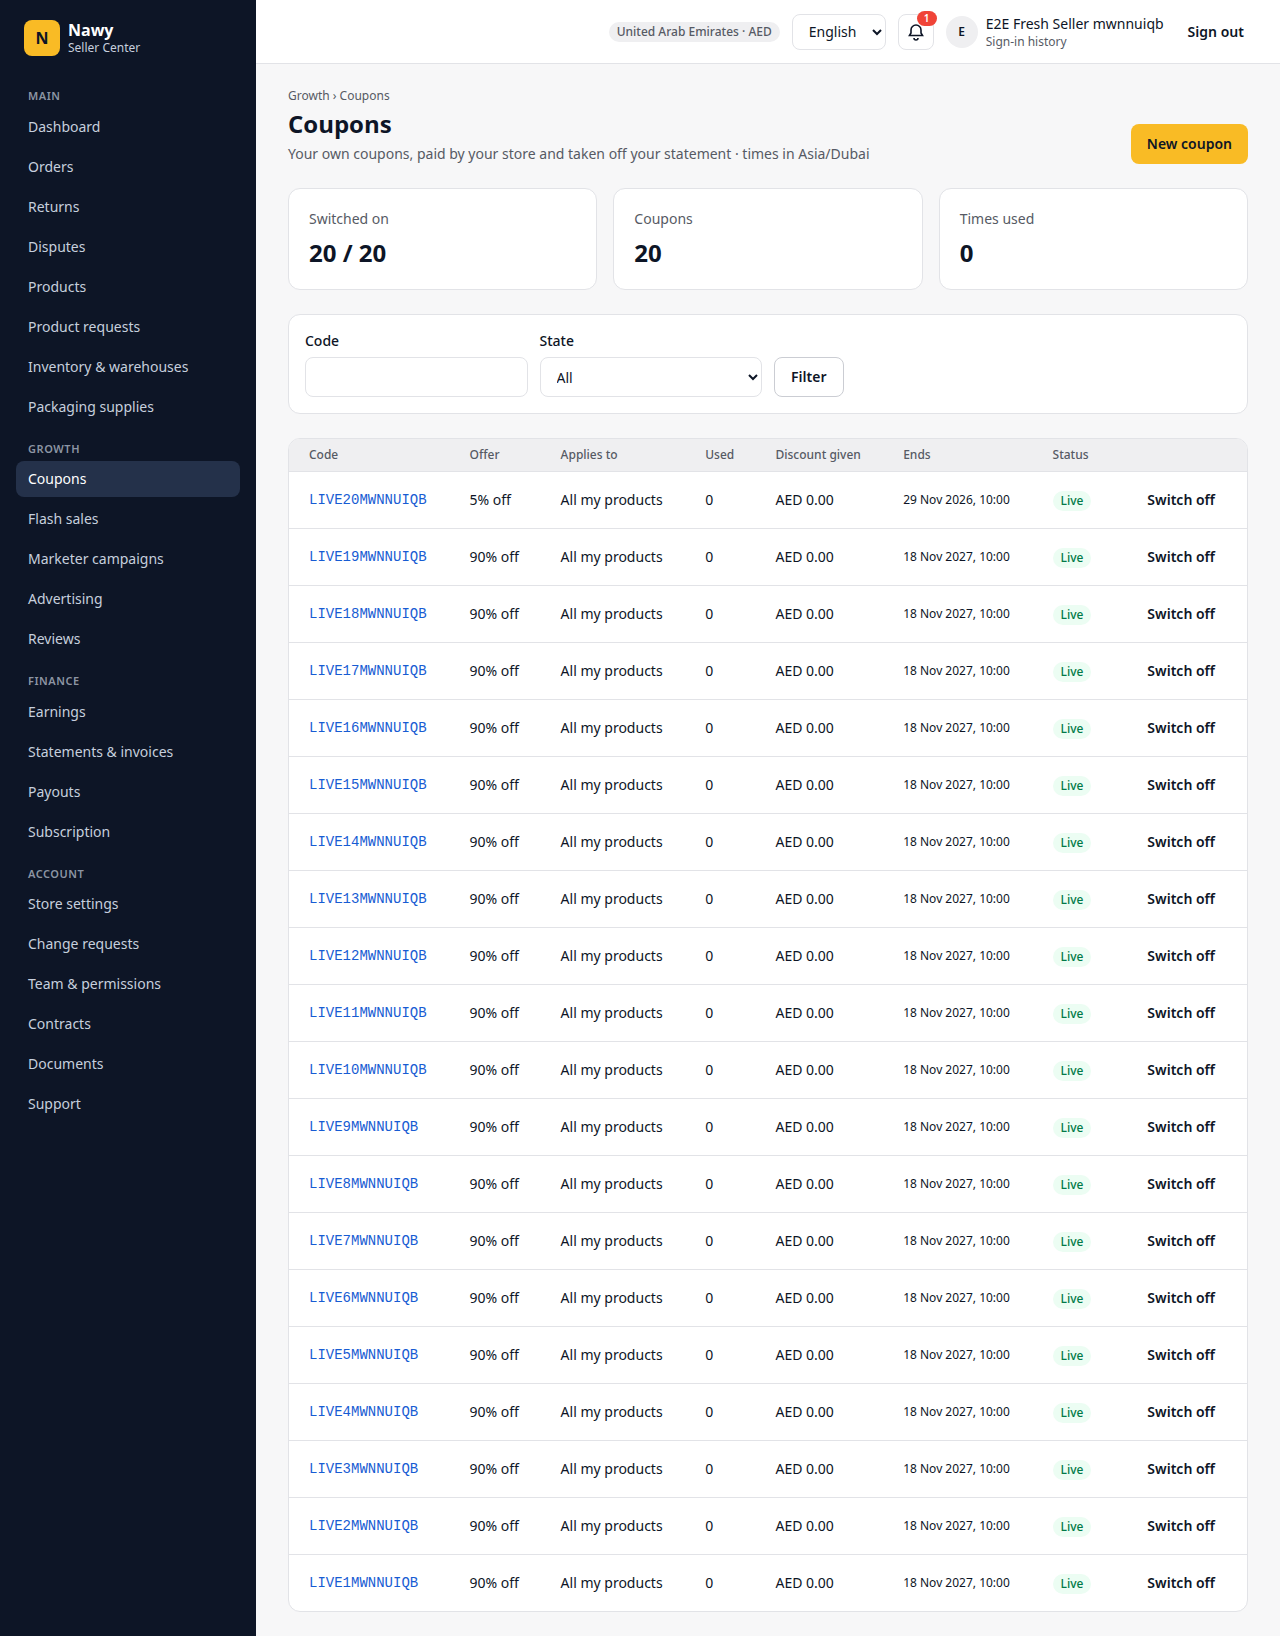 N
Nawy
Seller Center
MAIN
Dashboard
Orders
Returns
Disputes
Products
Product requests
Inventory & warehouses
Packaging supplies
GROWTH
Coupons
Flash sales
Marketer campaigns
Advertising
Reviews
FINANCE
Earnings
Statements & invoices
Payouts
Subscription
ACCOUNT
Store settings
Change requests
Team & permissions
Contracts
Documents
Support
United Arab Emirates · AED
English
1
E
E2E Fresh Seller mwnnuiqb
Sign-in history
Sign out
Growth › Coupons
Coupons
Your own coupons, paid by your store and taken off your statement · times in Asia/Dubai
New coupon
Switched on
20 / 20
Coupons
20
Times used
0
Code
State
All
Filter
Code Offer Applies to Used Discount given Ends Status
LIVE20MWNNUIQB 5% off All my products 0 AED 0.00 29 Nov 2026, 10:00 Live Switch off
LIVE19MWNNUIQB 90% off All my products 0 AED 0.00 18 Nov 2027, 10:00 Live Switch off
LIVE18MWNNUIQB 90% off All my products 0 AED 0.00 18 Nov 2027, 10:00 Live Switch off
LIVE17MWNNUIQB 90% off All my products 0 AED 0.00 18 Nov 2027, 10:00 Live Switch off
LIVE16MWNNUIQB 90% off All my products 0 AED 0.00 18 Nov 2027, 10:00 Live Switch off
LIVE15MWNNUIQB 90% off All my products 0 AED 0.00 18 Nov 2027, 10:00 Live Switch off
LIVE14MWNNUIQB 90% off All my products 0 AED 0.00 18 Nov 2027, 10:00 Live Switch off
LIVE13MWNNUIQB 90% off All my products 0 AED 0.00 18 Nov 2027, 10:00 Live Switch off
LIVE12MWNNUIQB 90% off All my products 0 AED 0.00 18 Nov 2027, 10:00 Live Switch off
LIVE11MWNNUIQB 90% off All my products 0 AED 0.00 18 Nov 2027, 10:00 Live Switch off
LIVE10MWNNUIQB 90% off All my products 0 AED 0.00 18 Nov 2027, 10:00 Live Switch off
LIVE9MWNNUIQB 90% off All my products 0 AED 0.00 18 Nov 2027, 10:00 Live Switch off
LIVE8MWNNUIQB 90% off All my products 0 AED 0.00 18 Nov 2027, 10:00 Live Switch off
LIVE7MWNNUIQB 90% off All my products 0 AED 0.00 18 Nov 2027, 10:00 Live Switch off
LIVE6MWNNUIQB 90% off All my products 0 AED 0.00 18 Nov 2027, 10:00 Live Switch off
LIVE5MWNNUIQB 90% off All my products 0 AED 0.00 18 Nov 2027, 10:00 Live Switch off
LIVE4MWNNUIQB 90% off All my products 0 AED 0.00 18 Nov 2027, 10:00 Live Switch off
LIVE3MWNNUIQB 90% off All my products 0 AED 0.00 18 Nov 2027, 10:00 Live Switch off
LIVE2MWNNUIQB 90% off All my products 0 AED 0.00 18 Nov 2027, 10:00 Live Switch off
LIVE1MWNNUIQB 90% off All my products 0 AED 0.00 18 Nov 2027, 10:00 Live Switch off